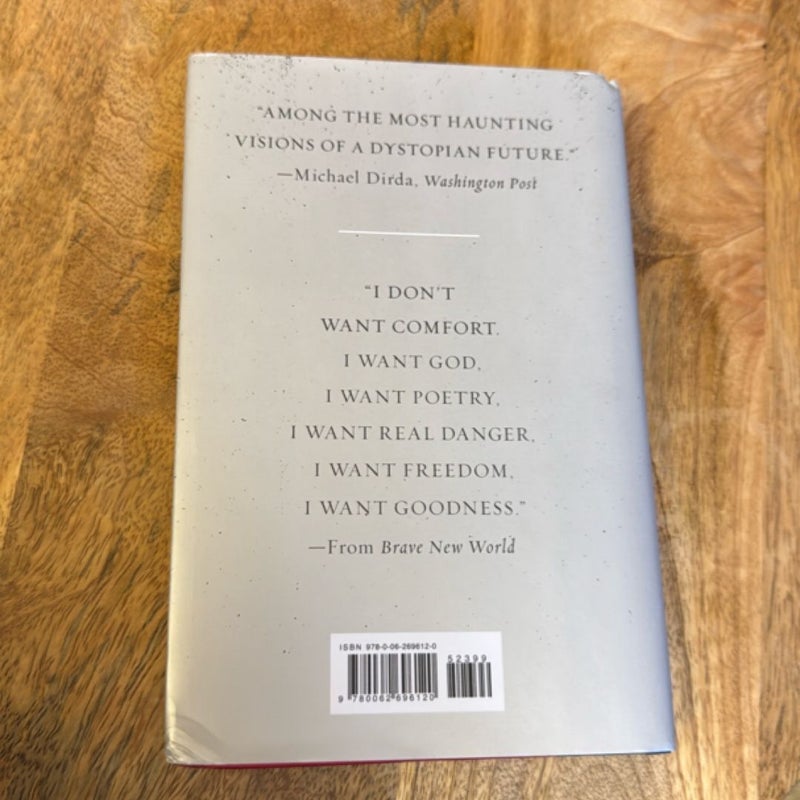 “AMONG THE MOST HAUNTING
VISIONS OF A DYSTOPIAN FUTURE.”
—Michael Dirda, Washington Post
“I DON’T
WANT COMFORT.
I WANT GOD,
I WANT POETRY,
I WANT REAL DANGER,
I WANT FREEDOM,
I WANT GOODNESS.”
—From Brave New World
ISBN 978-0-06-269612-0
52399
9 780062 696120